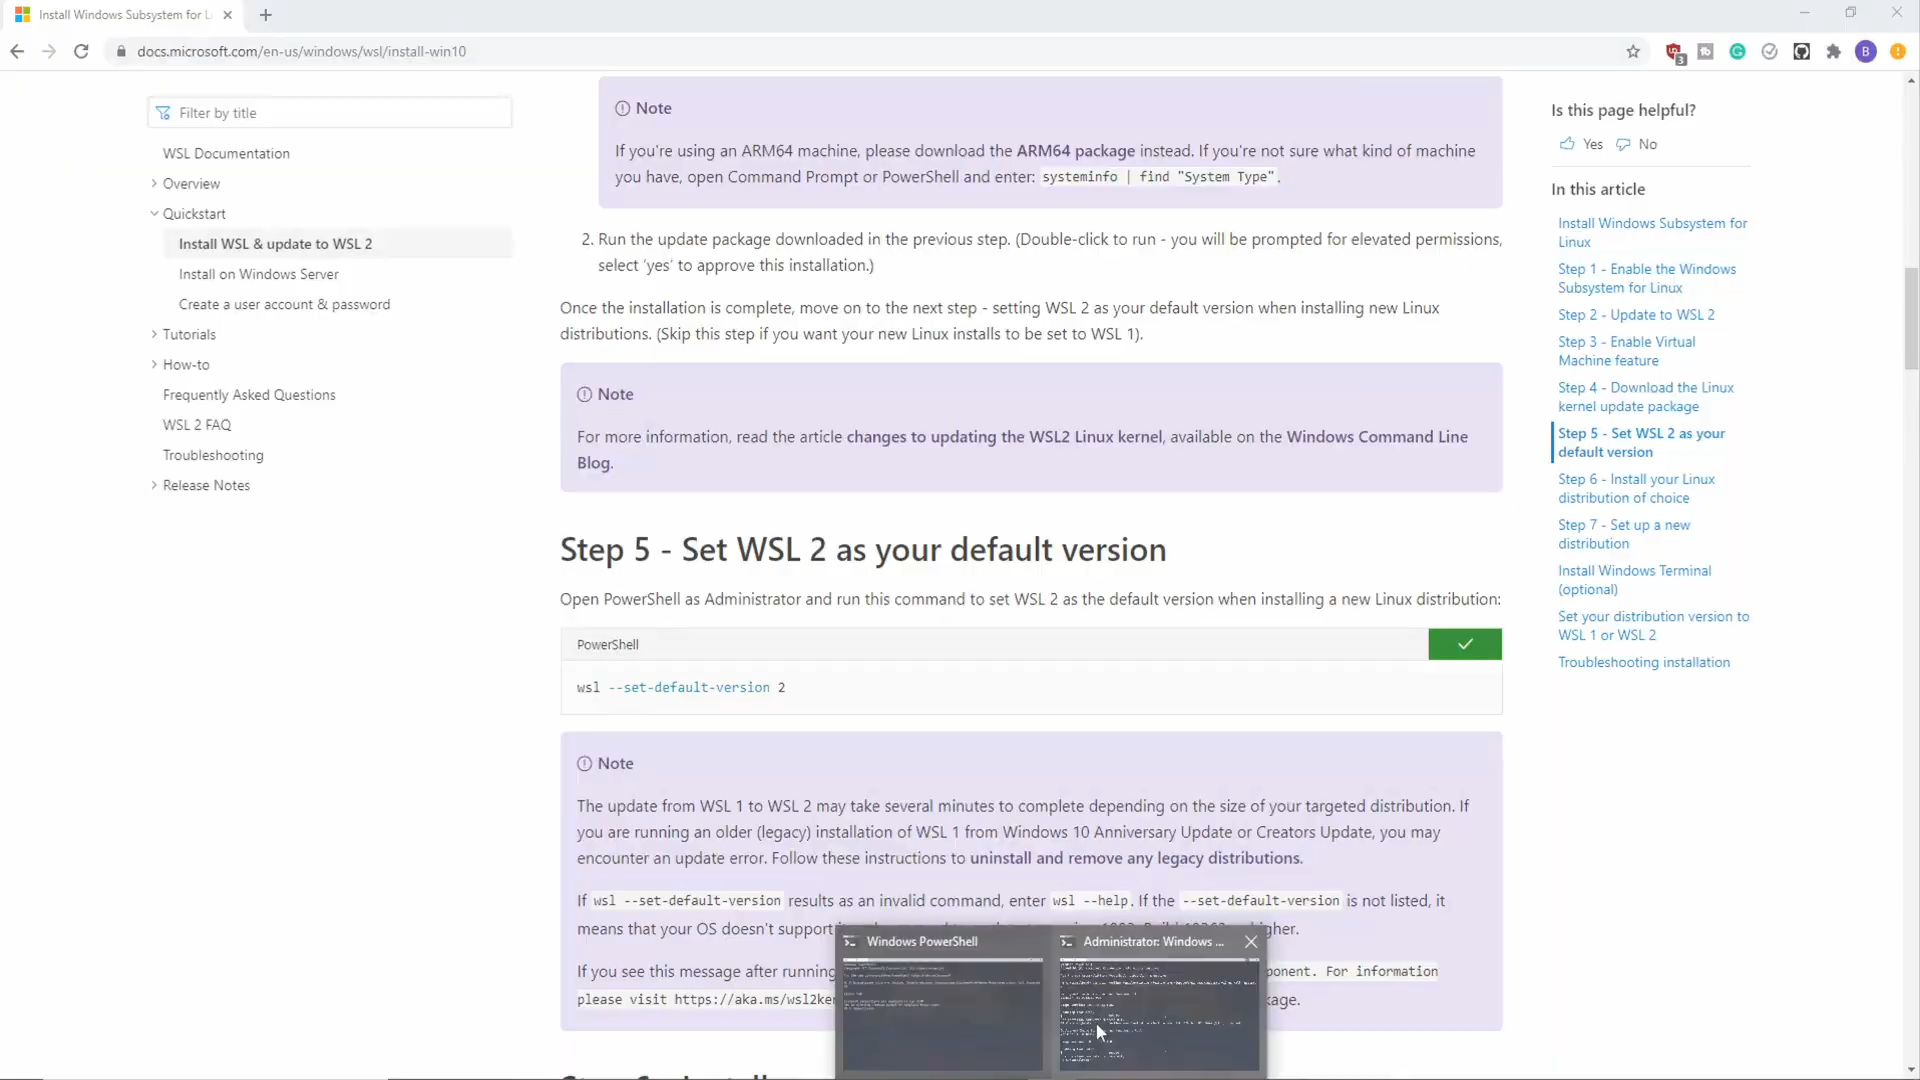 Install Windows Subsystem for L
docs.microsoft.com/en-us/windows/wsl/install-win10
3
B
Filter by title
WSL Documentation
Overview
Quickstart
Install WSL & update to WSL 2
Install on Windows Server
Create a user account & password
Tutorials
How-to
Frequently Asked Questions
WSL 2 FAQ
Troubleshooting
Release Notes
Note
If you're using an ARM64 machine, please download the ARM64 package instead. If you're not sure what kind of machine
you have, open Command Prompt or PowerShell and enter: systeminfo | find "System Type".
2. Run the update package downloaded in the previous step. (Double-click to run - you will be prompted for elevated permissions,
select 'yes' to approve this installation.)
Once the installation is complete, move on to the next step - setting WSL 2 as your default version when installing new Linux
distributions. (Skip this step if you want your new Linux installs to be set to WSL 1).
Note
For more information, read the article changes to updating the WSL2 Linux kernel, available on the Windows Command Line
Blog.
Step 5 - Set WSL 2 as your default version
Open PowerShell as Administrator and run this command to set WSL 2 as the default version when installing a new Linux distribution:
PowerShell
wsl --set-default-version 2
Note
The update from WSL 1 to WSL 2 may take several minutes to complete depending on the size of your targeted distribution. If
you are running an older (legacy) installation of WSL 1 from Windows 10 Anniversary Update or Creators Update, you may
encounter an update error. Follow these instructions to uninstall and remove any legacy distributions.
If wsl --set-default-version results as an invalid command, enter wsl --help. If the --set-default-version is not listed, it
means that your OS doesn't support higher.
If you see this message after running ponent. For information
please visit https://aka.ms/wsl2ker kage.
Windows PowerShell
Administrator: Windows ...
Is this page helpful?
Yes No
In this article
Install Windows Subsystem for
Linux
Step 1 - Enable the Windows
Subsystem for Linux
Step 2 - Update to WSL 2
Step 3 - Enable Virtual
Machine feature
Step 4 - Download the Linux
kernel update package
Step 5 - Set WSL 2 as your
default version
Step 6 - Install your Linux
distribution of choice
Step 7 - Set up a new
distribution
Install Windows Terminal
(optional)
Set your distribution version to
WSL 1 or WSL 2
Troubleshooting installation